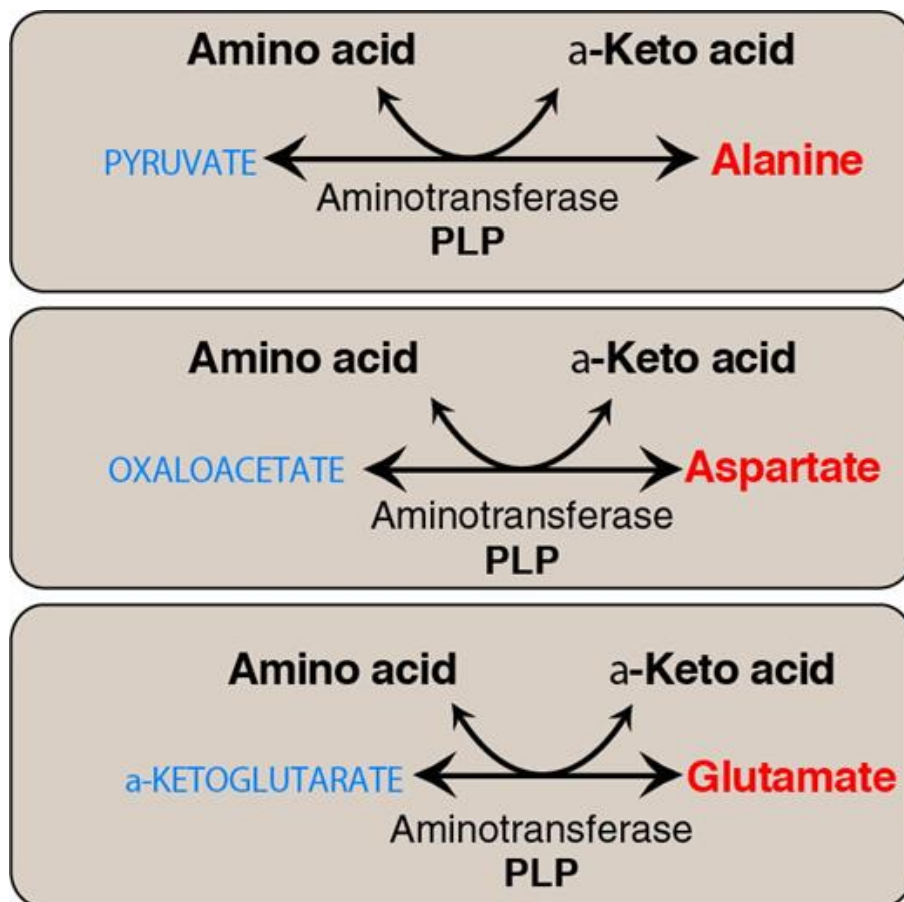 Amino acid a-Keto acid
PYRUVATE Alanine
Aminotransferase
PLP
Amino acid a-Keto acid
OXALOACETATE Aspartate
Aminotransferase
PLP
Amino acid a-Keto acid
a-KETOGLUTARATE Glutamate
Aminotransferase
PLP